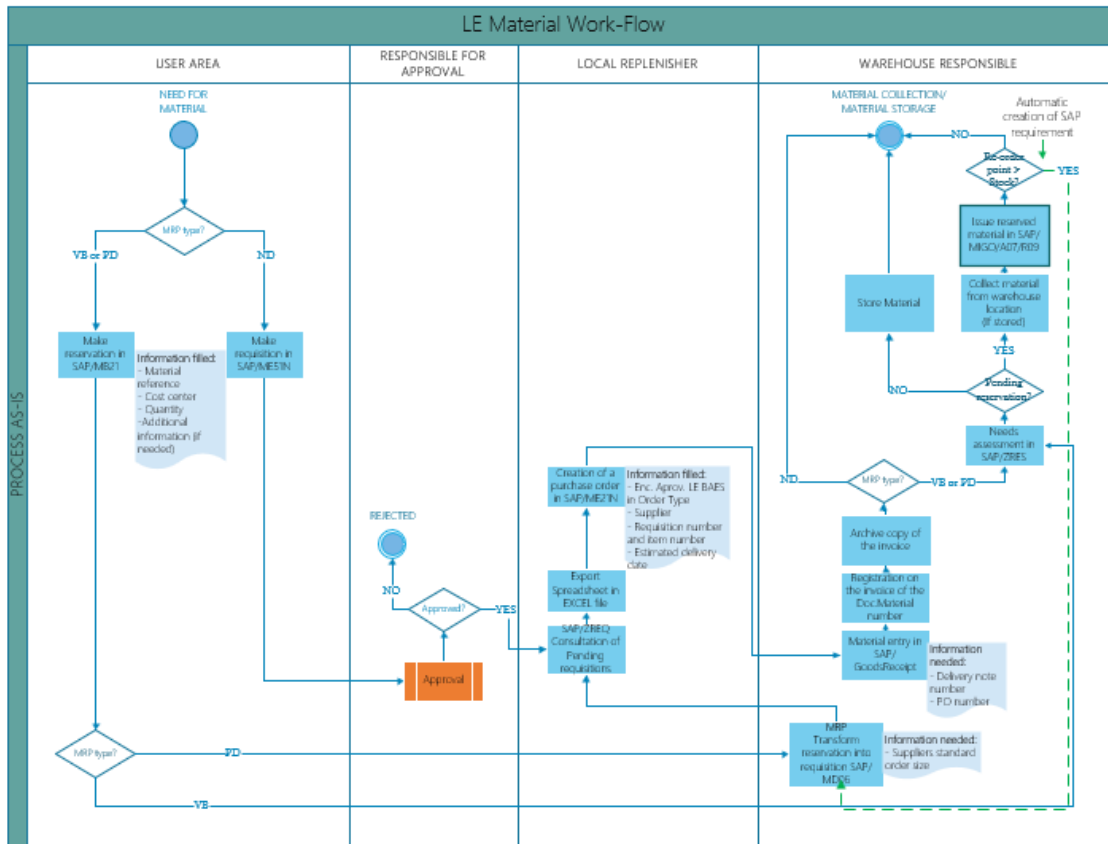 LE Material Work-Flow
PROCESS AS-IS
USER AREA
RESPONSIBLE FOR
APPROVAL
LOCAL REPLENISHER
WAREHOUSE RESPONSIBLE
NEED FOR
MATERIAL
MRP type?
VB or PD
ND
Make
reservation in
SAP/MB21
Information filled:
- Material
reference
- Cost center
- Quantity
-Additional
information (if
needed)
Make
requisition in
SAP/ME51N
MRP type?
PD
VB
REJECTED
NO
Approved?
YES
Approval
Creation of a
purchase order
in SAP/ME21N
Information filled:
- Enc. Aprov. LE BAES
in Order Type
- Supplier
- Requisition number
and item number
- Estimated delivery
date
Export
Spreadsheet in
EXCEL file
SAP/ZREQ
Consultation of
Pending
requisitions
MATERIAL COLLECTION/
MATERIAL STORAGE
Automatic
creation of SAP
requirement
NO
Re-order
point >
Stock?
YES
Issue reserved
material in SAP/
MIGO/A07/R09
Collect material
from warehouse
location
(if stored)
Store Material
YES
NO
Pending
reservation?
Needs
assessment in
SAP/ZRES
ND
MRP type?
VB or PD
Archive copy of
the invoice
Registration on
the invoice of the
Doc.Material
number
Material entry in
SAP/
GoodsReceipt
Information
needed:
- Delivery note
number
- PO number
MRP
Transform
reservation into
requisition SAP/
MD06
Information needed:
- Suppliers standard
order size